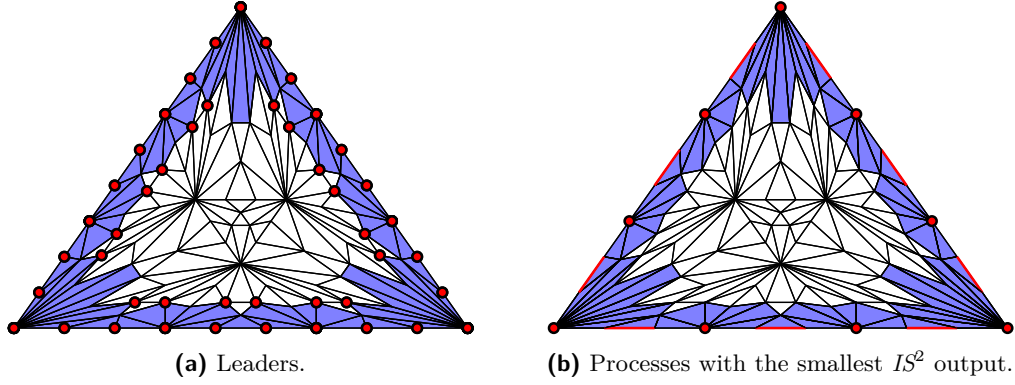 (a) Leaders.
(b) Processes with the smallest IS² output.